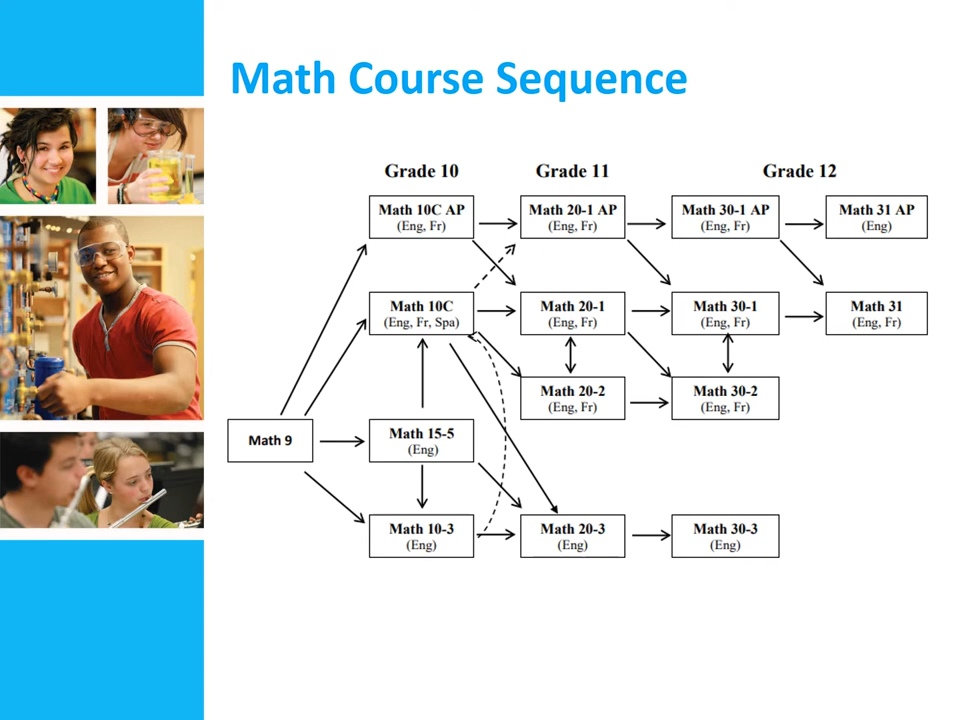 Math Course Sequence
Grade 10
Grade 11
Grade 12
Math 10C AP
(Eng, Fr)
Math 20-1 AP
(Eng, Fr)
Math 30-1 AP
(Eng, Fr)
Math 31 AP
(Eng)
Math 10C
(Eng, Fr, Spa)
Math 20-1
(Eng, Fr)
Math 30-1
(Eng, Fr)
Math 31
(Eng, Fr)
Math 20-2
(Eng, Fr)
Math 30-2
(Eng, Fr)
Math 9
Math 15-5
(Eng)
Math 10-3
(Eng)
Math 20-3
(Eng)
Math 30-3
(Eng)